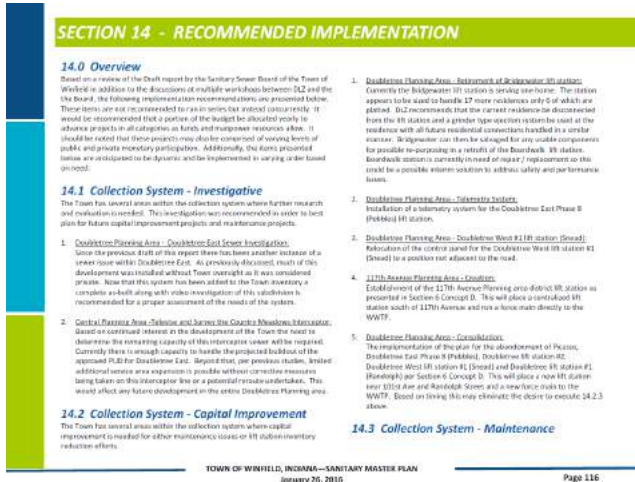 SECTION 14 - RECOMMENDED IMPLEMENTATION
14.0 Overview
Based on a review of the Draft report by the Sanitary Sewer Board of the Town of
Winfield in addition to the discussions at multiple workshops between DLZ and the
the Board, the following implementation recommendations are presented below.
These items are not recommended to run in series but instead concurrently. It
would be recommended that a portion of the budget be allocated yearly to
advance projects in all categories as funds and manpower resources allow. It
should be noted that these projects may also be comprised of varying levels of
public and private monetary participation. Additionally, the items presented
below are anticipated to be dynamic and be implemented in varying order based
on need.
14.1 Collection System - Investigative
The Town has several areas within the collection system where further research
and evaluation is needed. This investigation was recommended in order to best
plan for future capital improvement projects and maintenance projects.
1. Doubletree Planning Area - Doubletree East Sewer Investigation:
Since the previous draft of this report there has been another instance of a
sewer issue within Doubletree East. As previously discussed, much of this
development was installed without Town oversight as it was considered
private. Now that this system has been added to the Town inventory a
complete as-built along with video investigation of this subdivision is
recommended for a proper assessment of the needs of the system.
2. Central Planning Area -Televise and Survey the Country Meadows Interceptor:
Based on continued interest in the development of the Town the need to
determine the remaining capacity of this interceptor sewer will be required.
Currently there is enough capacity to handle the projected buildout of the
approved PUD for Doubletree East. Beyond that, per previous studies, limited
additional service area expansion is possible without corrective measures
being taken on this interceptor line or a potential reroute undertaken. This
would affect any future development in the entire Doubletree Planning area.
14.2 Collection System - Capital Improvement
The Town has several areas within the collection system where capital
improvement is needed for either maintenance issues or lift station inventory
reduction efforts.
1. Doubletree Planning Area - Retirement of Bridgewater lift station:
Currently the Bridgewater lift station is serving one home. The station
appears to be sized to handle 17 more residences only 6 of which are
platted. DLZ recommends that the current residence be disconnected
from the lift station and a grinder type ejection system be used at the
residence with all future residential connections handled in a similar
manner. Bridgewater can then be salvaged for any usable components
for possible re-purposing in a retrofit of the Boardwalk lift station.
Boardwalk station is currently in need of repair / replacement so this
could be a possible interim solution to address safety and performance
issues.
2. Doubletree Planning Area - Telemetry System:
Installation of a telemetry system for the Doubletree East Phase 8
(Pebbles) lift station.
3. Doubletree Planning Area - Doubletree West #1 lift station (Snead):
Relocation of the control panel for the Doubletree West lift station #1
(Snead) to a position not adjacent to the road.
4. 117th Avenue Planning Area - Creation:
Establishment of the 117th Avenue Planning area district lift station as
presented in Section 6 Concept D. This will place a centralized lift
station south of 117th Avenue and run a force main directly to the
WWTP.
5. Doubletree Planning Area - Consolidation:
The implementation of the plan for the abandonment of Picasso,
Doubletree East Phase 8 (Pebbles), Doubletree lift station #2,
Doubletree West lift station #1 (Snead) and Doubletree lift station #1
(Randolph) per Section 6 Concept D. This will place a new lift station
near 101st Ave and Randolph Street and a new force main to the
WWTP. Based on timing this may eliminate the desire to execute 14.2.3
above.
14.3 Collection System - Maintenance
TOWN OF WINFIELD, INDIANA—SANITARY MASTER PLAN
January 26, 2016
Page 116